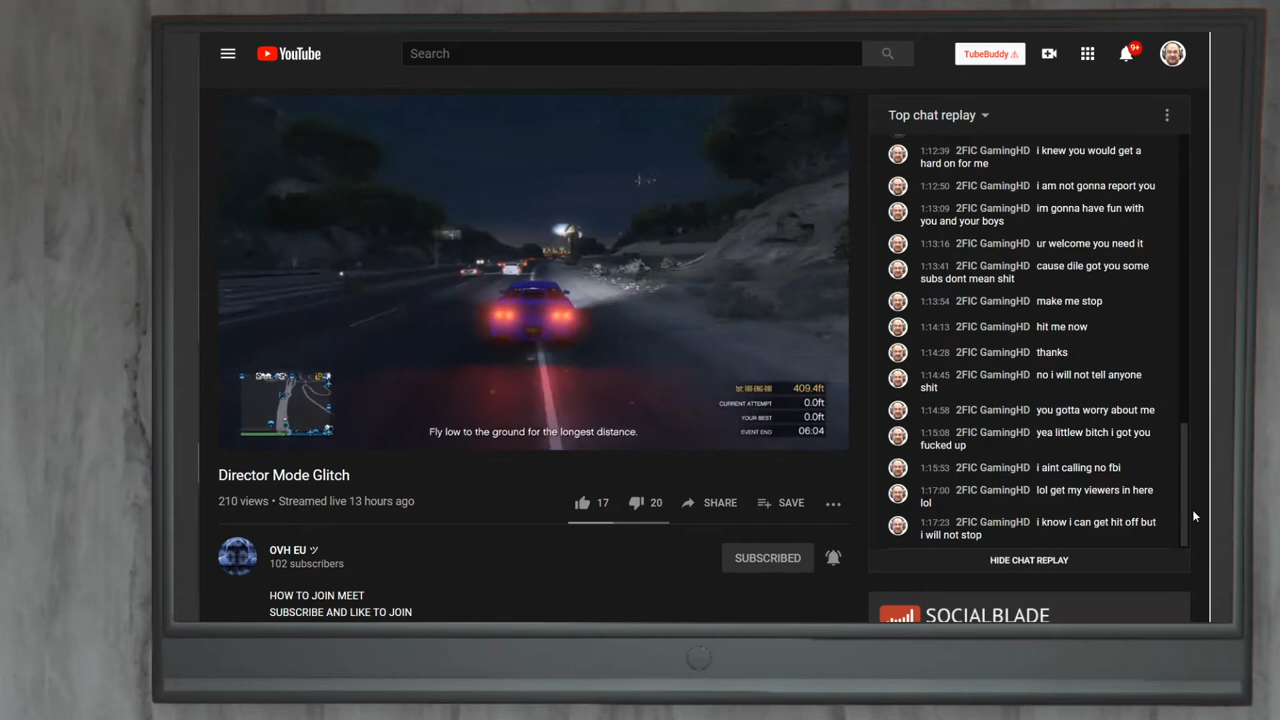 YouTube
Search
TubeBuddy
9+
Top chat replay
1:12:39 2FIC GamingHD i knew you would get a
hard on for me
1:12:50 2FIC GamingHD i am not gonna report you
1:13:09 2FIC GamingHD im gonna have fun with
you and your boys
1:13:16 2FIC GamingHD ur welcome you need it
1:13:41 2FIC GamingHD cause dile got you some
subs dont mean shit
1:13:54 2FIC GamingHD make me stop
1:14:13 2FIC GamingHD hit me now
1:14:28 2FIC GamingHD thanks
1:14:45 2FIC GamingHD no i will not tell anyone
shit
1:14:58 2FIC GamingHD you gotta worry about me
1:15:08 2FIC GamingHD yea littlew bitch i got you
fucked up
1:15:53 2FIC GamingHD i aint calling no fbi
1:17:00 2FIC GamingHD lol get my viewers in here
lol
1:17:23 2FIC GamingHD i know i can get hit off but
i will not stop
HIDE CHAT REPLAY
SOCIALBLADE
409.4ft
CURRENT ATTEMPT 0.0ft
YOUR BEST 0.0ft
EVENT END 06:04
Fly low to the ground for the longest distance.
Director Mode Glitch
210 views • Streamed live 13 hours ago
17 20 SHARE SAVE
OVH EU ツ
102 subscribers
SUBSCRIBED
HOW TO JOIN MEET
SUBSCRIBE AND LIKE TO JOIN